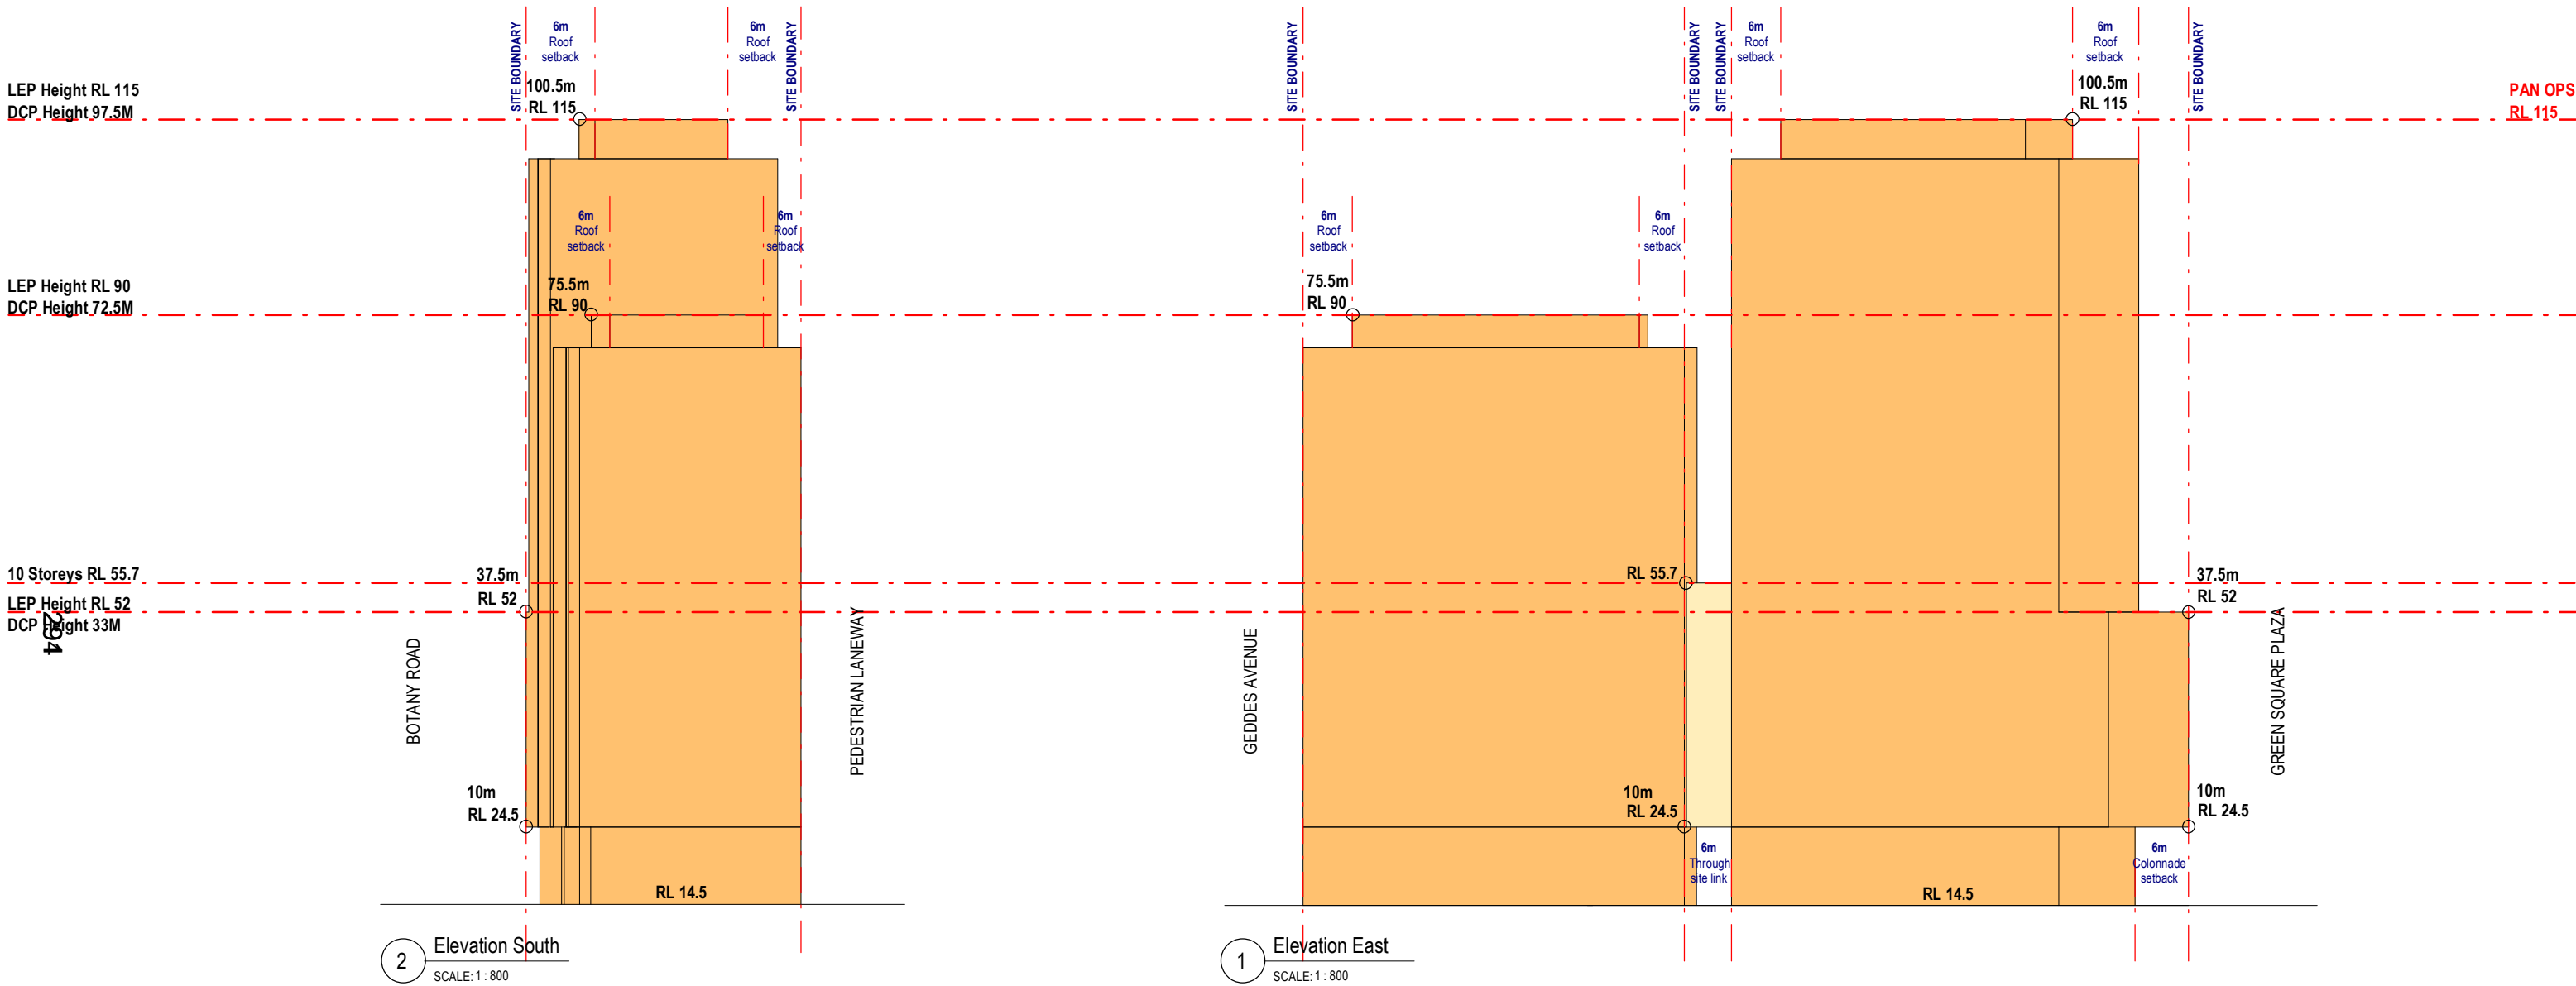 SITE BOUNDARY
6m
Roof
setback
6m
Roof
setback
SITE BOUNDARY
SITE BOUNDARY
SITE BOUNDARY
SITE BOUNDARY
6m
Roof
setback
6m
Roof
setback
SITE BOUNDARY
LEP Height RL 115
DCP Height 97.5M
100.5m
RL 115
100.5m
RL 115
PAN OPS
RL 115
6m
Roof
setback
6m
Roof
setback
6m
Roof
setback
6m
Roof
setback
LEP Height RL 90
DCP Height 72.5M
75.5m
RL 90
75.5m
RL 90
10 Storeys RL 55.7
LEP Height RL 52
DCP Height 33M
294
37.5m
RL 52
RL 55.7
37.5m
RL 52
BOTANY ROAD
PEDESTRIAN LANEWAY
GEDDES AVENUE
GREEN SQUARE PLAZA
10m
RL 24.5
10m
RL 24.5
10m
RL 24.5
6m
Through
site link
6m
Colonnade
setback
RL 14.5
RL 14.5
2
Elevation South
SCALE: 1 : 800
1
Elevation East
SCALE: 1 : 800